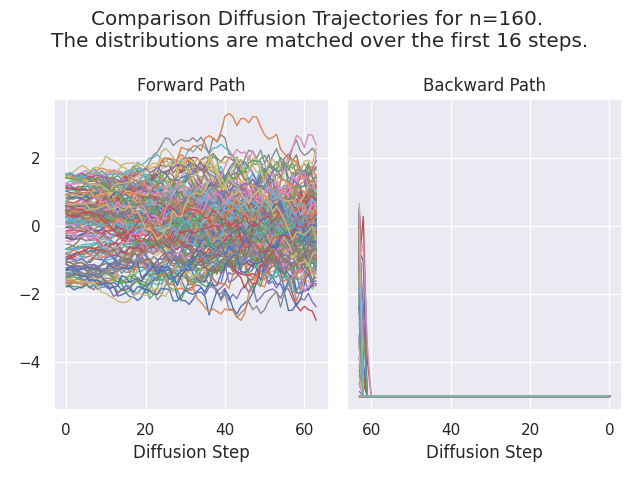 Comparison Diffusion Trajectories for n=160.
The distributions are matched over the first 16 steps.
Forward Path
Backward Path
2
0
−2
−4
0 20 40 60
60 40 20 0
Diffusion Step
Diffusion Step